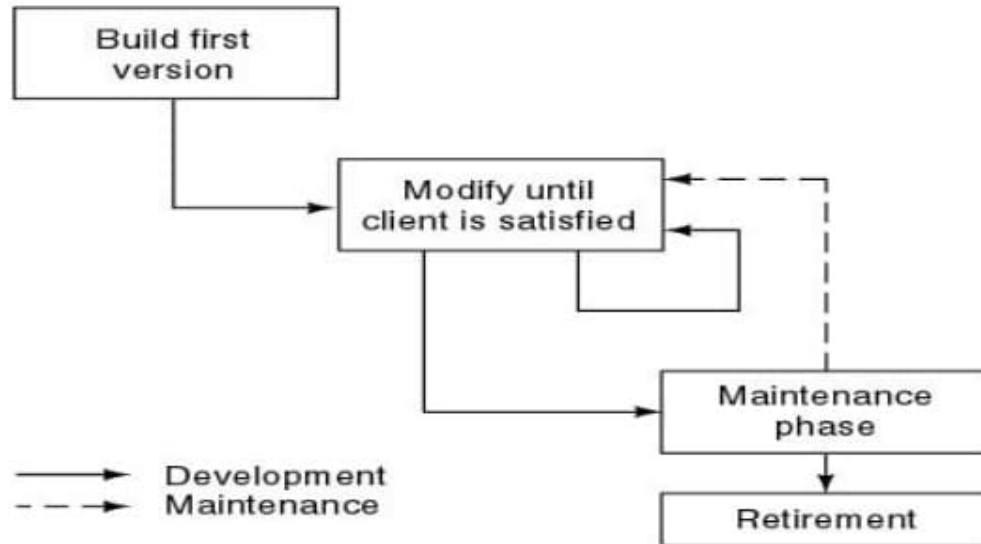 Build first
version
Modify until
client is satisfied
Maintenance
phase
Development
Maintenance
Retirement